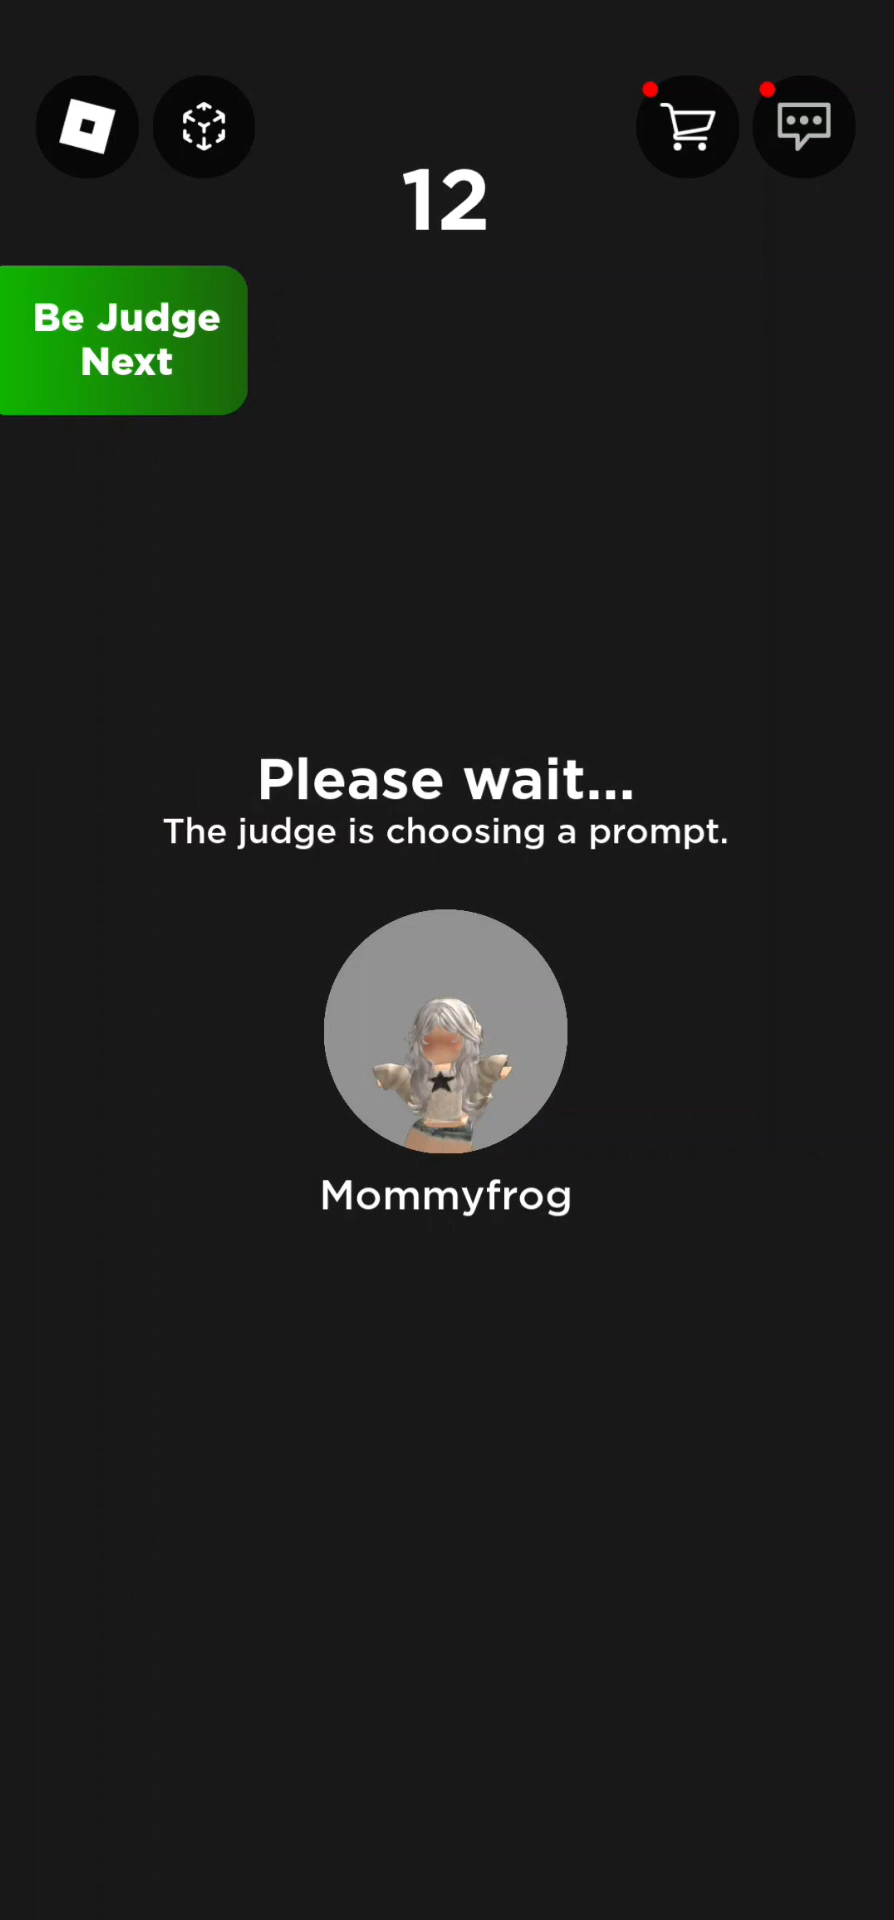 12
Be Judge
Next
Please wait...
The judge is choosing a prompt.
Mommyfrog